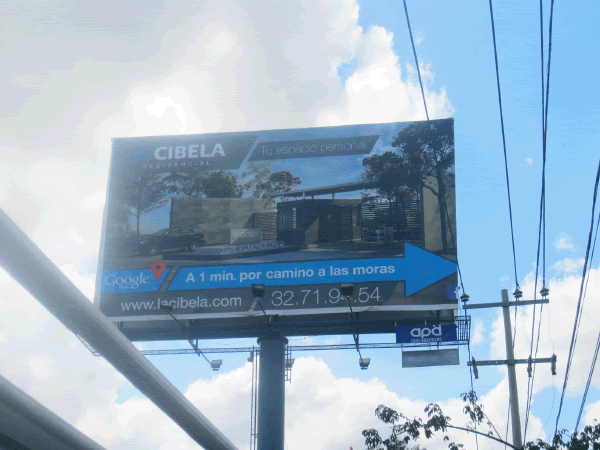 CIBELA
RESIDENCIAL
Tu espacio personal
Google
A 1 min. por camino a las moras
www.lacibela.com
32.71.94.54
apd